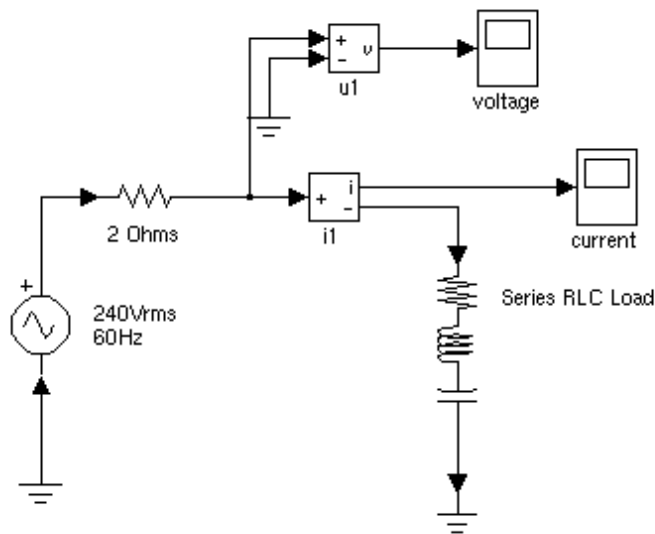 +
-
v
u1
voltage
2 Ohms
+
i
-
i1
current
+
240Vrms
60Hz
Series RLC Load